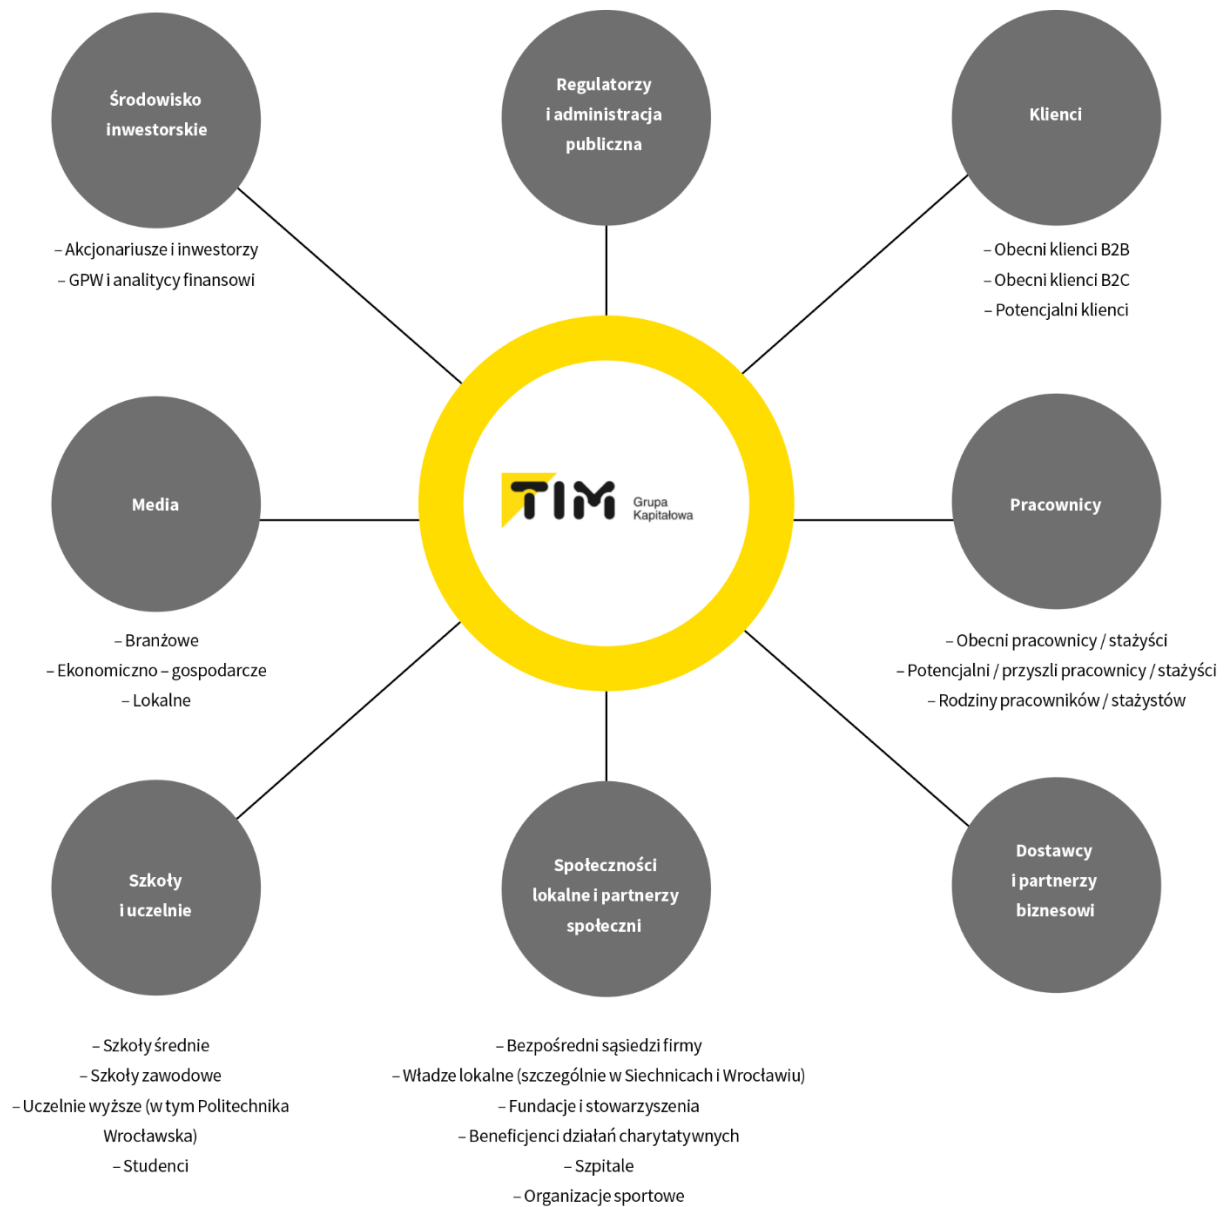 Środowisko
inwestorskie
– Akcjonariusze i inwestorzy
– GPW i analitycy finansowi
Regulatorzy
i administracja
publiczna
Klienci
– Obecni klienci B2B
– Obecni klienci B2C
– Potencjalni klienci
Media
– Branżowe
– Ekonomiczno – gospodarcze
– Lokalne
TIM
Grupa
Kapitałowa
Pracownicy
– Obecni pracownicy / stażyści
– Potencjalni / przyszli pracownicy / stażyści
– Rodziny pracowników / stażystów
Szkoły
i uczelnie
– Szkoły średnie
– Szkoły zawodowe
– Uczelnie wyższe (w tym Politechnika
Wrocławska)
– Studenci
Społeczności
lokalne i partnerzy
społeczni
– Bezpośredni sąsiedzi firmy
– Władze lokalne (szczególnie w Siechnicach i Wrocławiu)
– Fundacje i stowarzyszenia
– Beneficjenci działań charytatywnych
– Szpitale
– Organizacje sportowe
Dostawcy
i partnerzy
biznesowi